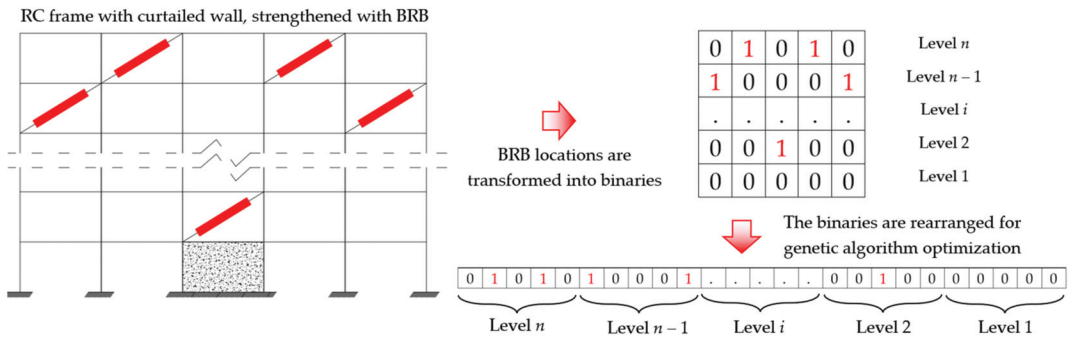 RC frame with curtailed wall, strengthened with BRB
BRB locations are
transformed into binaries
0 1 0 1 0 Level n
1 0 0 0 1 Level n – 1
. . . . . Level i
0 0 1 0 0 Level 2
0 0 0 0 0 Level 1
The binaries are rearranged for
genetic algorithm optimization
0 1 0 1 0 1 0 0 0 1 . . . . . 0 0 1 0 0 0 0 0 0 0
Level n Level n – 1 Level i Level 2 Level 1